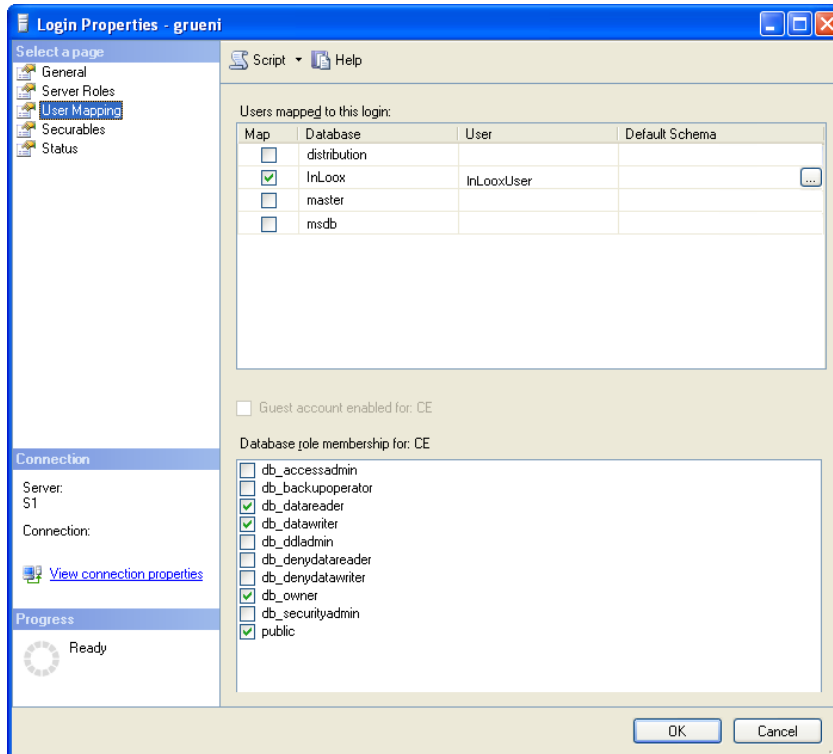 Login Properties - grueni
Select a page
General
Server Roles
User Mapping
Securables
Status
Script Help
Users mapped to this login:
Map Database User Default Schema
distribution
InLoox InLooxUser ...
master
msdb
Guest account enabled for: CE
Database role membership for: CE
db_accessadmin
db_backupoperator
db_datareader
db_datawriter
db_ddladmin
db_denydatareader
db_denydatawriter
db_owner
db_securityadmin
public
Connection
Server:
S1
Connection:
View connection properties
Progress
Ready
OK Cancel